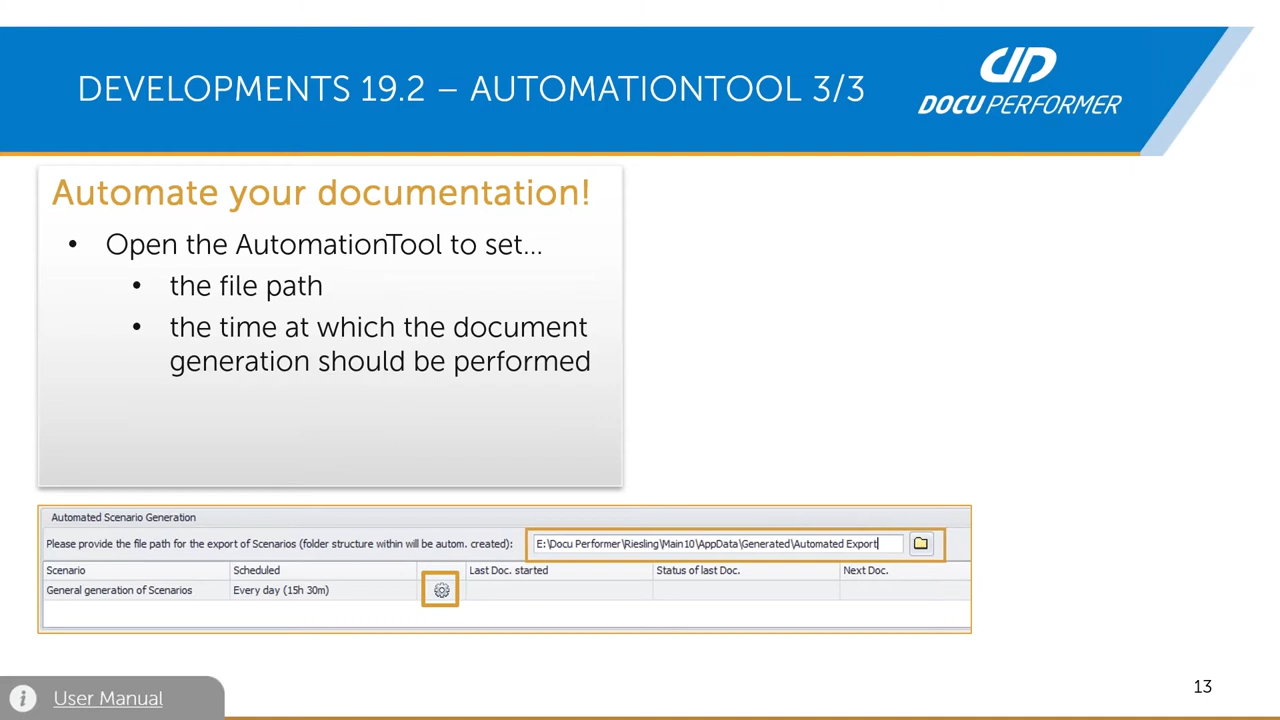 DEVELOPMENTS 19.2 – AUTOMATIONTOOL 3/3
DOCU PERFORMER
Automate your documentation!
• Open the AutomationTool to set...
• the file path
• the time at which the document
generation should be performed
Automated Scenario Generation
Please provide the file path for the export of Scenarios (folder structure within will be autom. created): E:\Docu Performer\Riesling\Main10\AppData\Generated\Automated Export
Scenario Scheduled Last Doc. started Status of last Doc. Next Doc.
General generation of Scenarios Every day (15h 30m)
User Manual
13